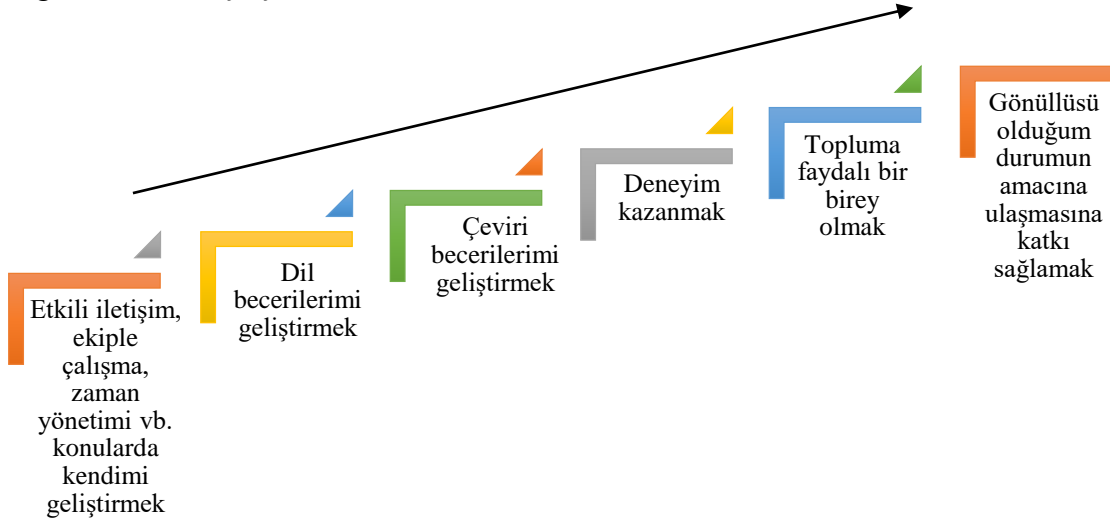 Etkili iletişim,
ekiple
çalışma,
zaman
yönetimi vb.
konularda
kendimi
geliştirmek
Dil
becerilerimi
geliştirmek
Çeviri
becerilerimi
geliştirmek
Deneyim
kazanmak
Topluma
faydalı bir
birey
olmak
Gönüllüsü
olduğum
durumun
amacına
ulaşmasına
katkı
sağlamak